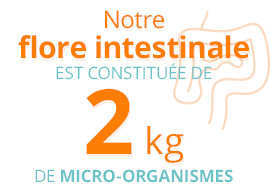 Notre
flore intestinale
EST CONSTITUÉE DE
2 kg
DE MICRO-ORGANISMES